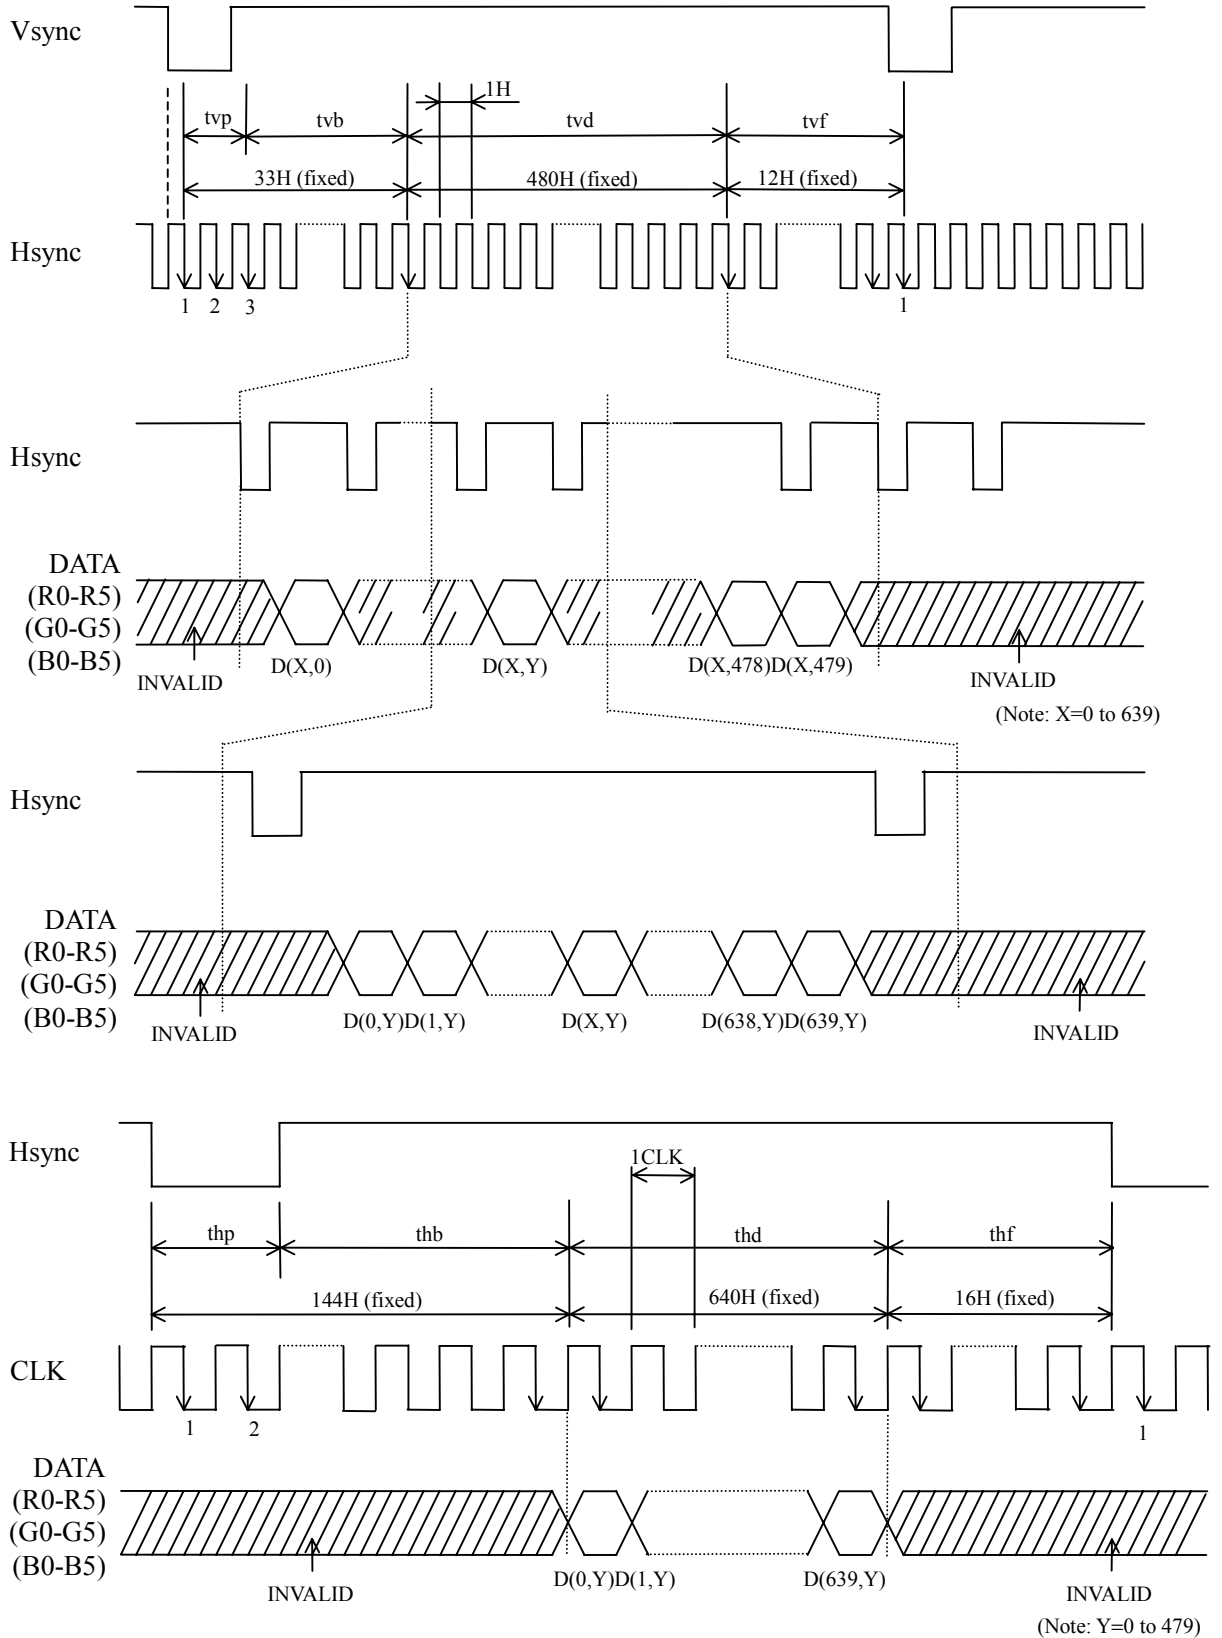 Vsync
1H
tvp
tvb
tvd
tvf
33H (fixed)
480H (fixed)
12H (fixed)
Hsync
1
2
3
1
Hsync
DATA
(R0-R5)
(G0-G5)
(B0-B5)
D(X,0)
D(X,Y)
D(X,478)D(X,479)
INVALID
INVALID
(Note: X=0 to 639)
Hsync
DATA
(R0-R5)
(G0-G5)
(B0-B5)
D(0,Y)D(1,Y)
D(X,Y)
D(638,Y)D(639,Y)
INVALID
INVALID
Hsync
1CLK
thp
thb
thd
thf
144H (fixed)
640H (fixed)
16H (fixed)
CLK
1
2
1
DATA
(R0-R5)
(G0-G5)
(B0-B5)
D(0,Y)D(1,Y)
D(639,Y)
INVALID
INVALID
(Note: Y=0 to 479)